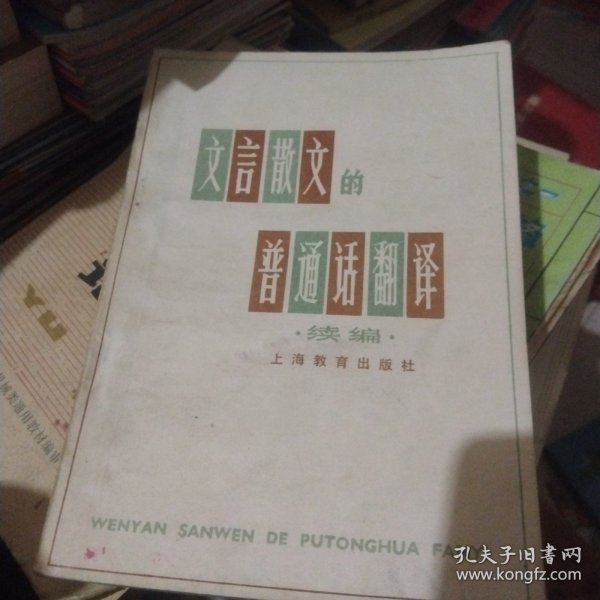 文言散文的
普通话翻译
·续编·
上海教育出版社
WENYAN SANWEN DE PUTONGHUA FA
孔夫子旧书网
www.kongfz.com